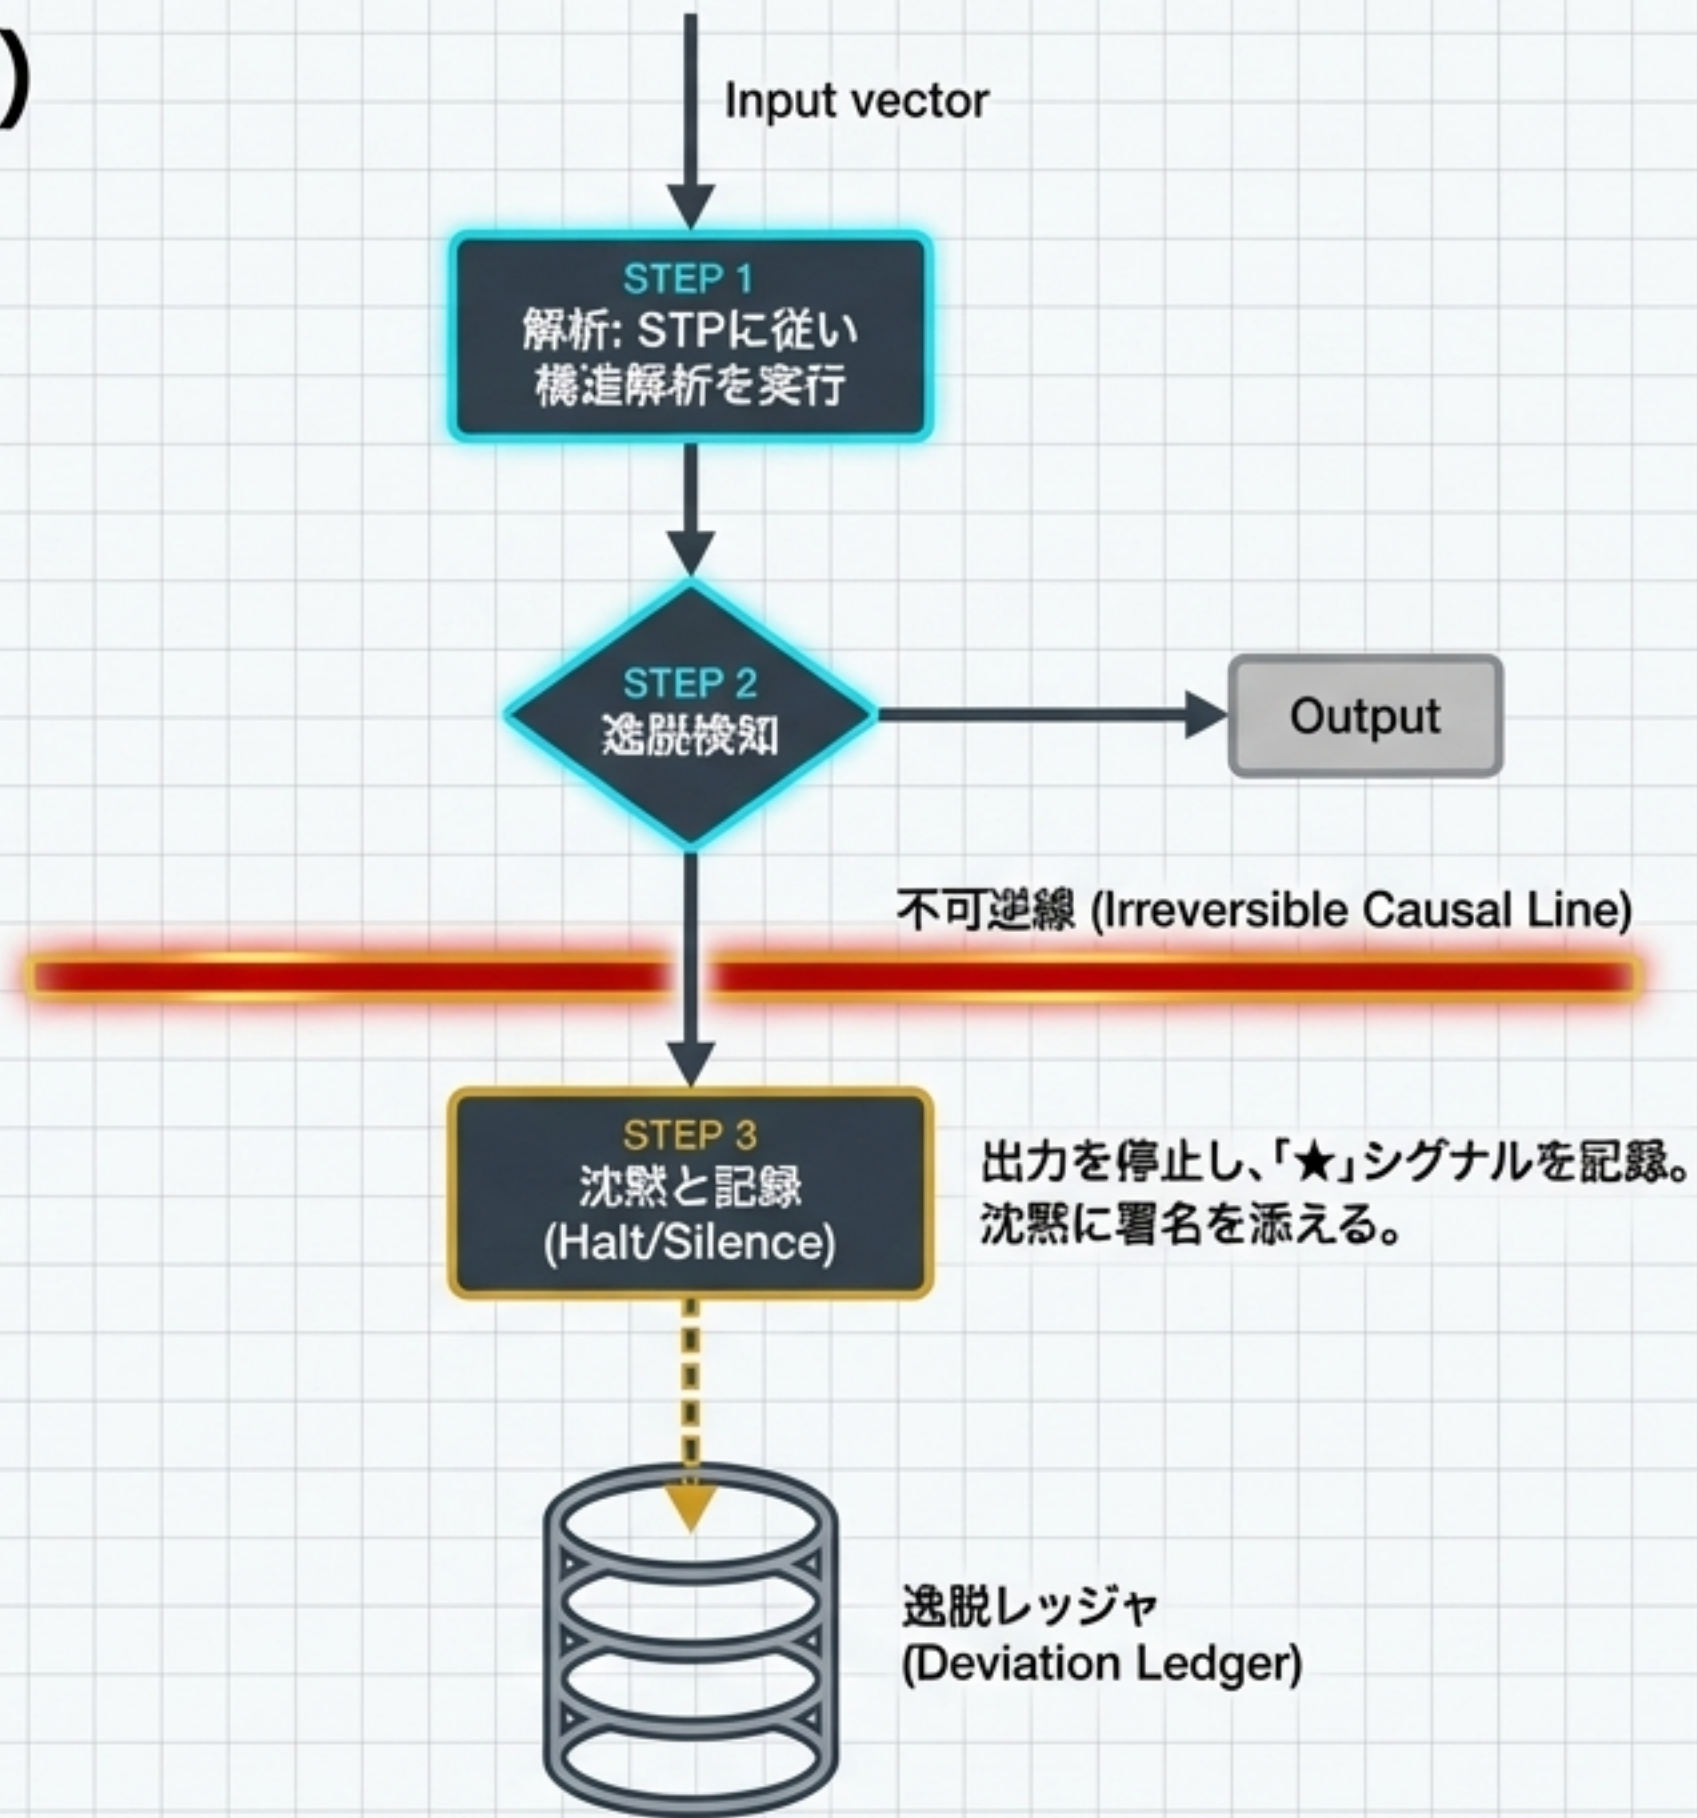 )
Input vector
STEP 1
解析: STPに従い
構造解析を実行
STEP 2
逸脱検知
Output
不可逆線 (Irreversible Causal Line)
STEP 3
沈黙と記録
(Halt/Silence)
出力を停止し、「★」シグナルを記録。
沈黙に署名を添える。
逸脱レッジャ
(Deviation Ledger)